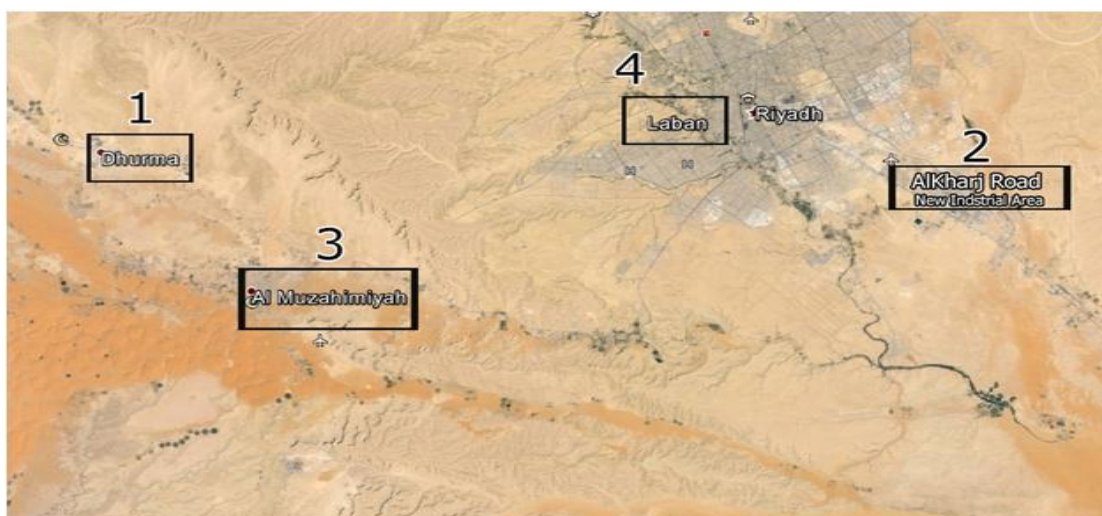 4
1
Laban
Riyadh
2
Dhurma
AlKharj Road
New Indstrial Area
3
Al Muzahimiyah